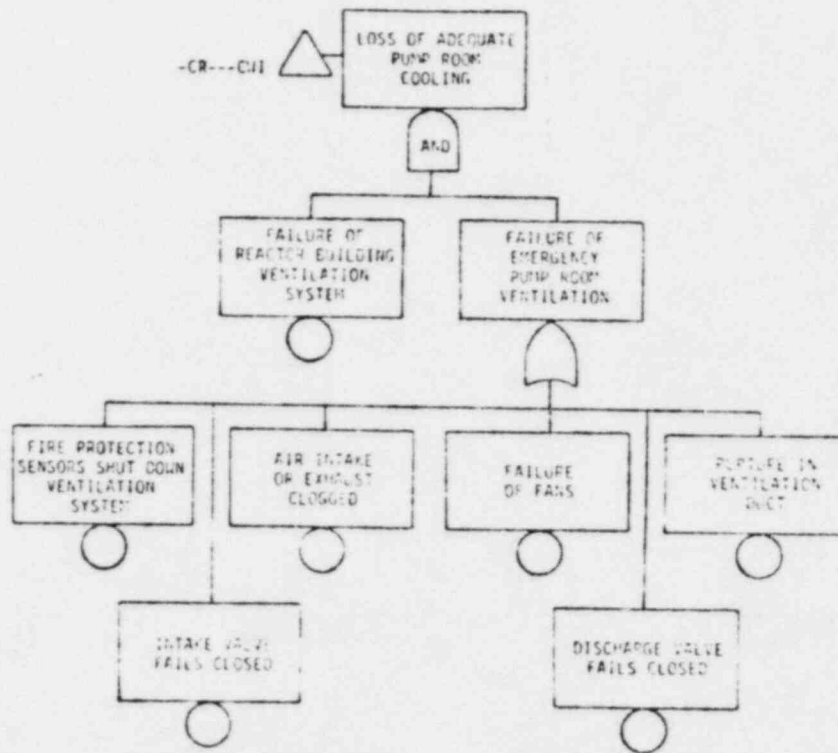 LOSS OF ADEQUATE
PUMP ROOM
COOLING
-CR---CWI
AND
FAILURE OF
REACTOR BUILDING
VENTILATION
SYSTEM
FAILURE OF
EMERGENCY
PUMP ROOM
VENTILATION
FIRE PROTECTION
SENSORS SHUT DOWN
VENTILATION
SYSTEM
AIR INTAKE
OR EXHAUST
CLOGGED
FAILURE
OF FANS
RUPTURE IN
VENTILATION
DUCT
INTAKE VALVE
FAILS CLOSED
DISCHARGE VALVE
FAILS CLOSED